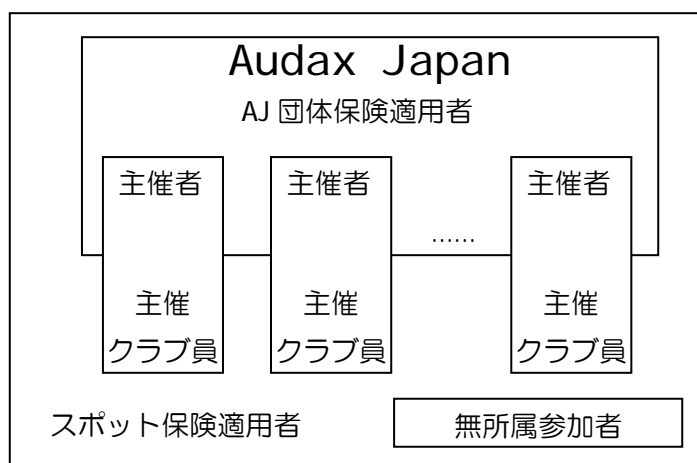 Audax Japan
AJ団体保険適用者
主催者 主催者 主催者
......
主催 主催 主催
クラブ員 クラブ員 クラブ員
スポット保険適用者 無所属参加者